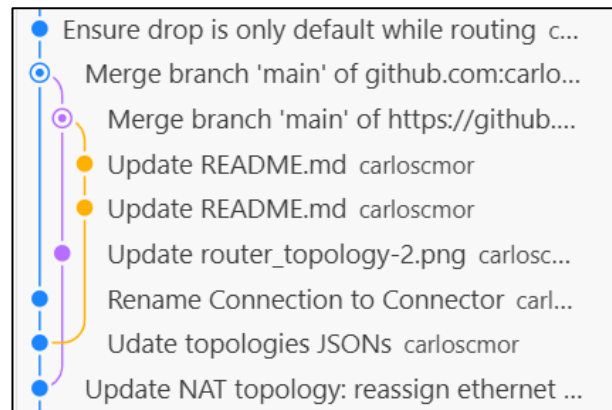 Ensure drop is only default while routing c...
Merge branch 'main' of github.com:carlo...
Merge branch 'main' of https://github....
Update README.md carloscmor
Update README.md carloscmor
Update router_topology-2.png carlosc...
Rename Connection to Connector carl...
Udate topologies JSONs carloscmor
Update NAT topology: reassign ethernet ...